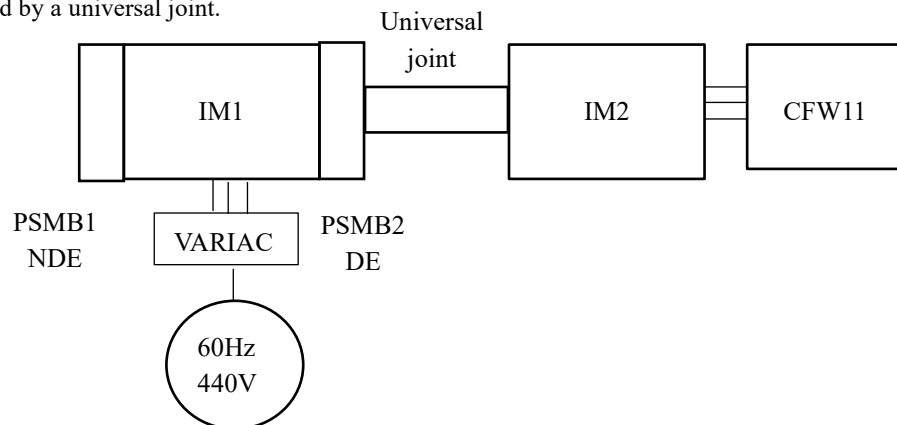 d by a universal joint.
Universal
joint
IM1
IM2
CFW11
PSMB1
NDE
VARIAC
PSMB2
DE
60Hz
440V